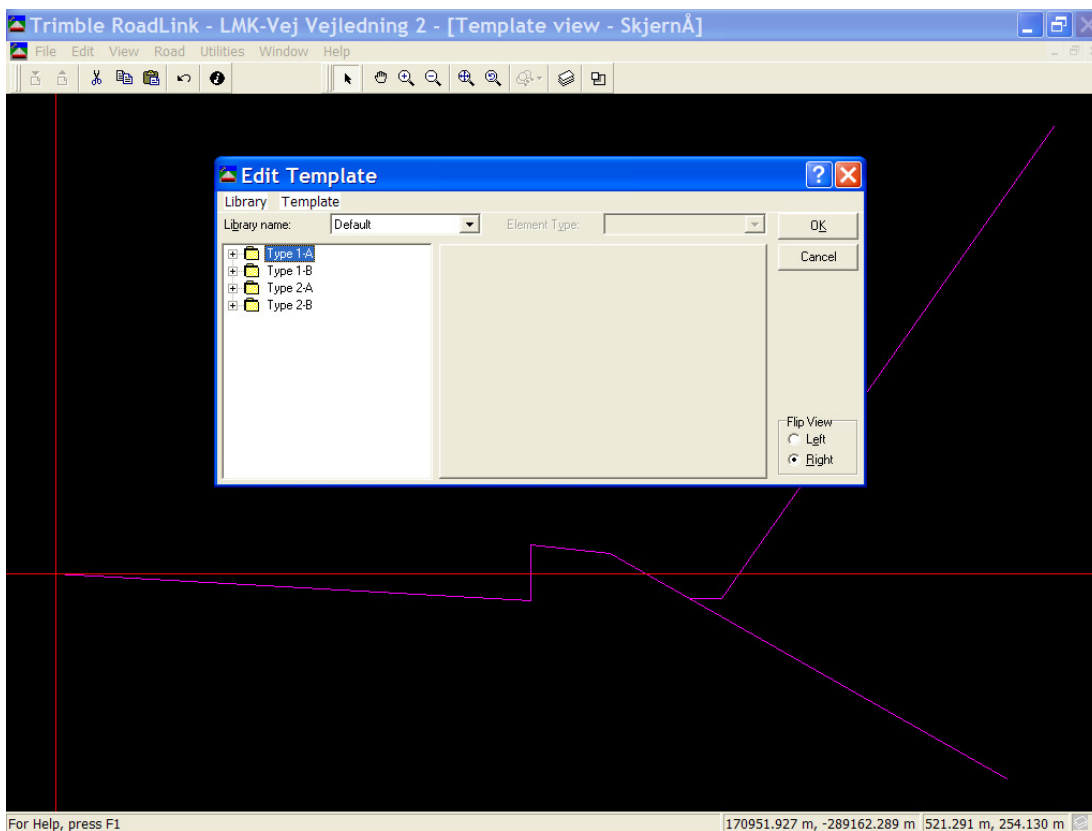 Trimble RoadLink - LMK-Vej Vejledning 2 - [Template view - SkjernÅ]
File Edit View Road Utilities Window Help
Edit Template
Library Template
Library name: Default Element Type: OK
Type 1-A Cancel
Type 1-B
Type 2-A
Type 2-B
Flip View
Left
Right
For Help, press F1 170951.927 m, -289162.289 m 521.291 m, 254.130 m